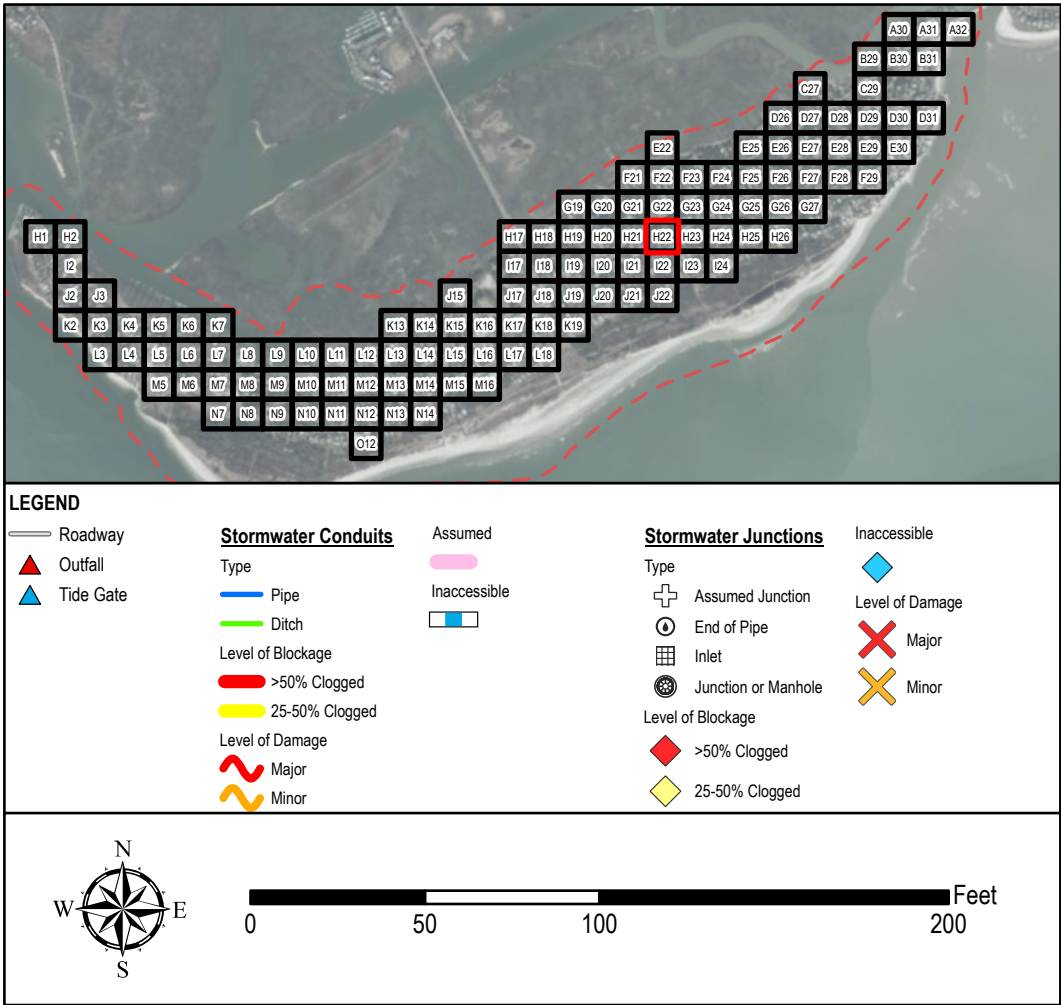 A30 A31 A32
B29 B30 B31
C27 C29
D26 D27 D28 D29 D30 D31
E22 E25 E26 E27 E28 E29 E30
F21 F22 F23 F24 F25 F26 F27 F28 F29
G19 G20 G21 G22 G23 G24 G25 G26 G27
H1 H2 H17 H18 H19 H20 H21 H22 H23 H24 H25 H26
I2 I17 I18 I19 I20 I21 I22 I23 I24
J2 J3 J15 J17 J18 J19 J20 J21 J22
K2 K3 K4 K5 K6 K7 K13 K14 K15 K16 K17 K18 K19
L3 L4 L5 L6 L7 L8 L9 L10 L11 L12 L13 L14 L15 L16 L17 L18
M5 M6 M7 M8 M9 M10 M11 M12 M13 M14 M15 M16
N7 N8 N9 N10 N11 N12 N13 N14
O12
LEGEND
Roadway
Outfall
Tide Gate
Stormwater Conduits
Type
Pipe
Ditch
Level of Blockage
>50% Clogged
25-50% Clogged
Level of Damage
Major
Minor
Assumed
Inaccessible
Stormwater Junctions
Type
Assumed Junction
End of Pipe
Inlet
Junction or Manhole
Level of Blockage
>50% Clogged
25-50% Clogged
Inaccessible
Level of Damage
Major
Minor
N
W E
S
Feet
0 50 100 200